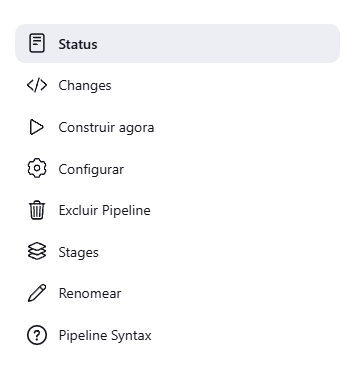 Status
Changes
Construir agora
Configurar
Excluir Pipeline
Stages
Renomear
Pipeline Syntax